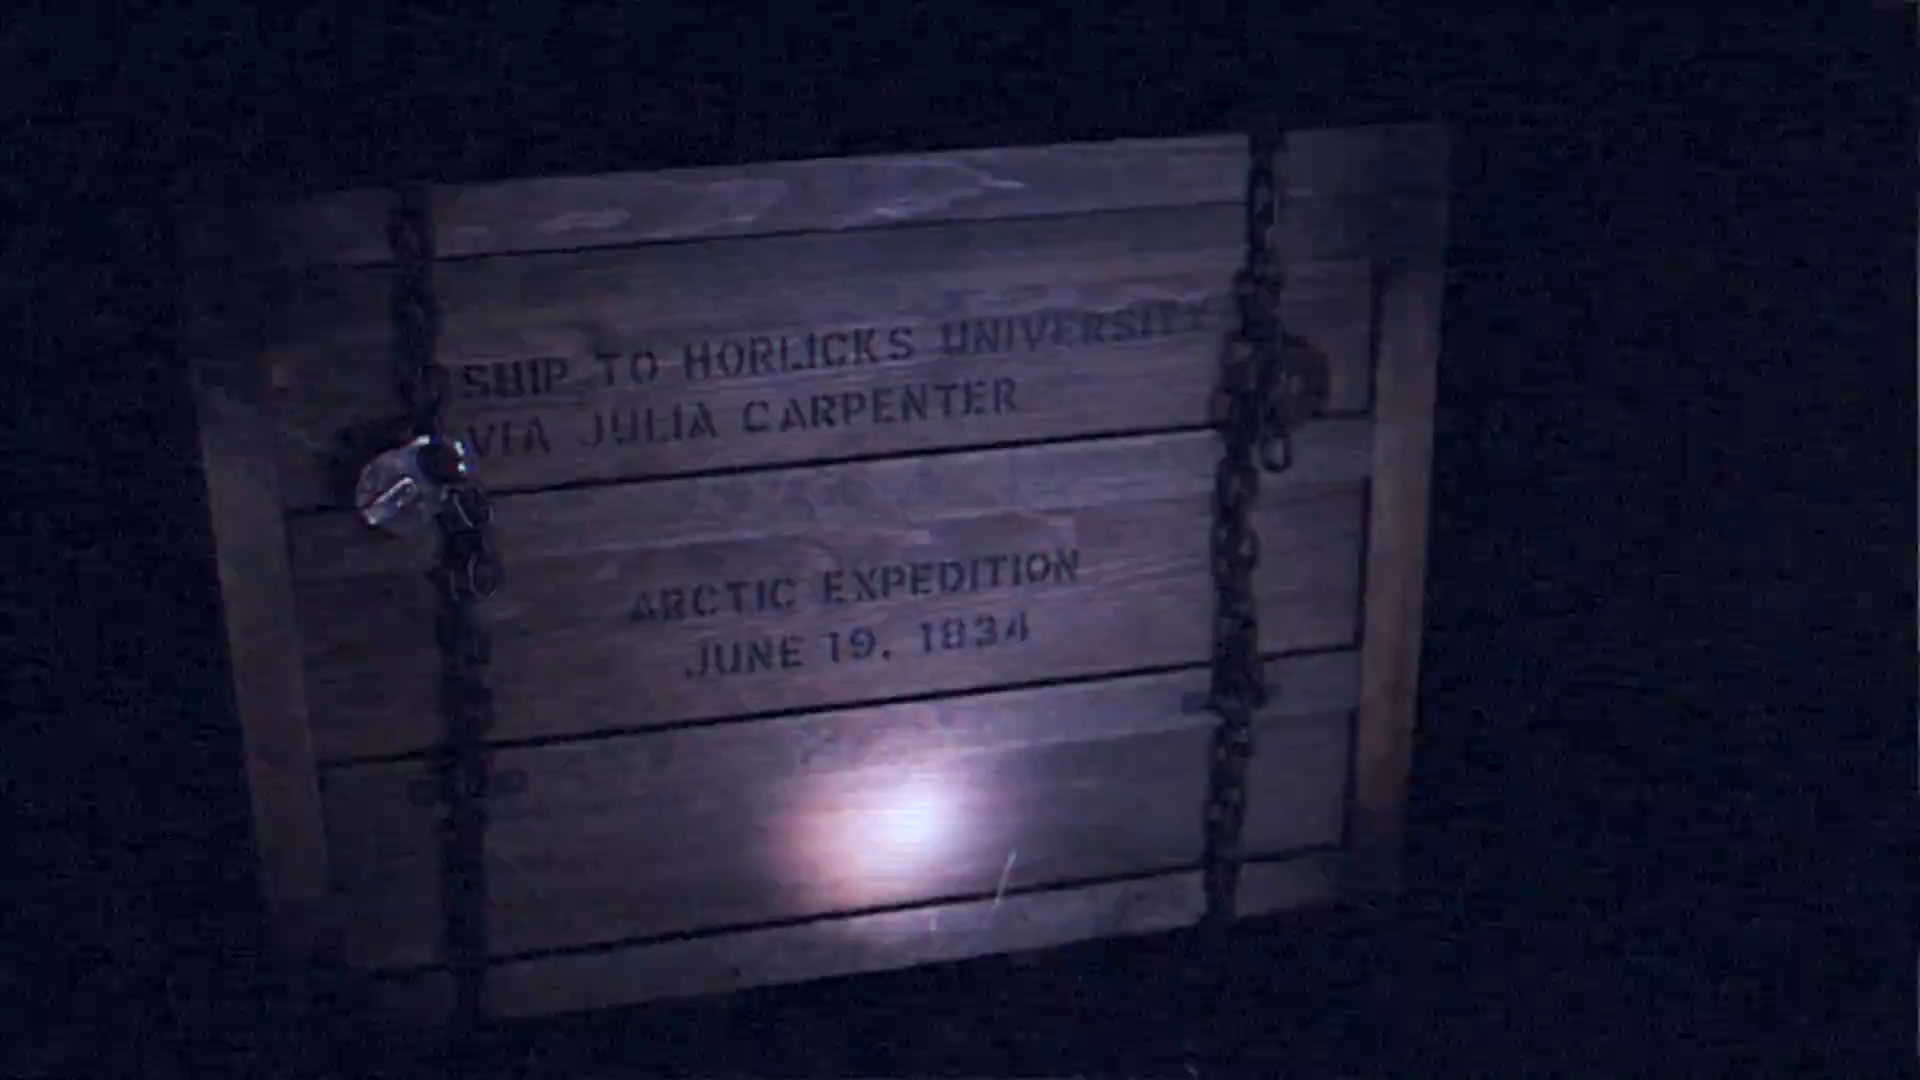 SHIP TO HORLICKS UNIVERSITY
VIA JULIA CARPENTER
ARCTIC EXPEDITION
JUNE 19, 1834